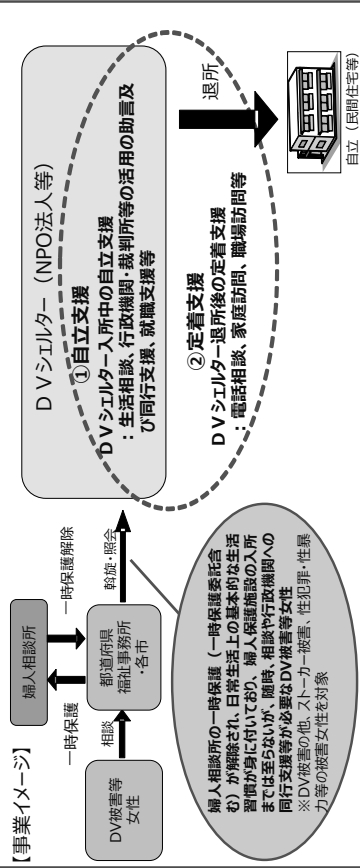 【事業イメージ】
婦人相談所
一時保護
一時保護解除
DV被害等
女性
相談
都道府県
福祉事務所
・各市
斡旋・照会
DVシェルター（NPO法人等）
①自立支援
DVシェルター入所中の自立支援
：生活相談、行政機関・裁判所等の活用の助言及
び同行支援、就職支援等
②定着支援
DVシェルター退所後の定着支援
：電話相談、家庭訪問、職場訪問等
退所
自立（民間住宅等）
婦人相談所の一時保護（一時保護委託含
む）が解除され、日常生活上の基本的な生活
習慣が身に付いており、婦人保護施設の入所
までは至らないが、随時、相談や行政機関への
同行支援等が必要なDV被害等女性
※DV被害の他、ストーカー被害、性犯罪・性暴
力等の被害女性を対象